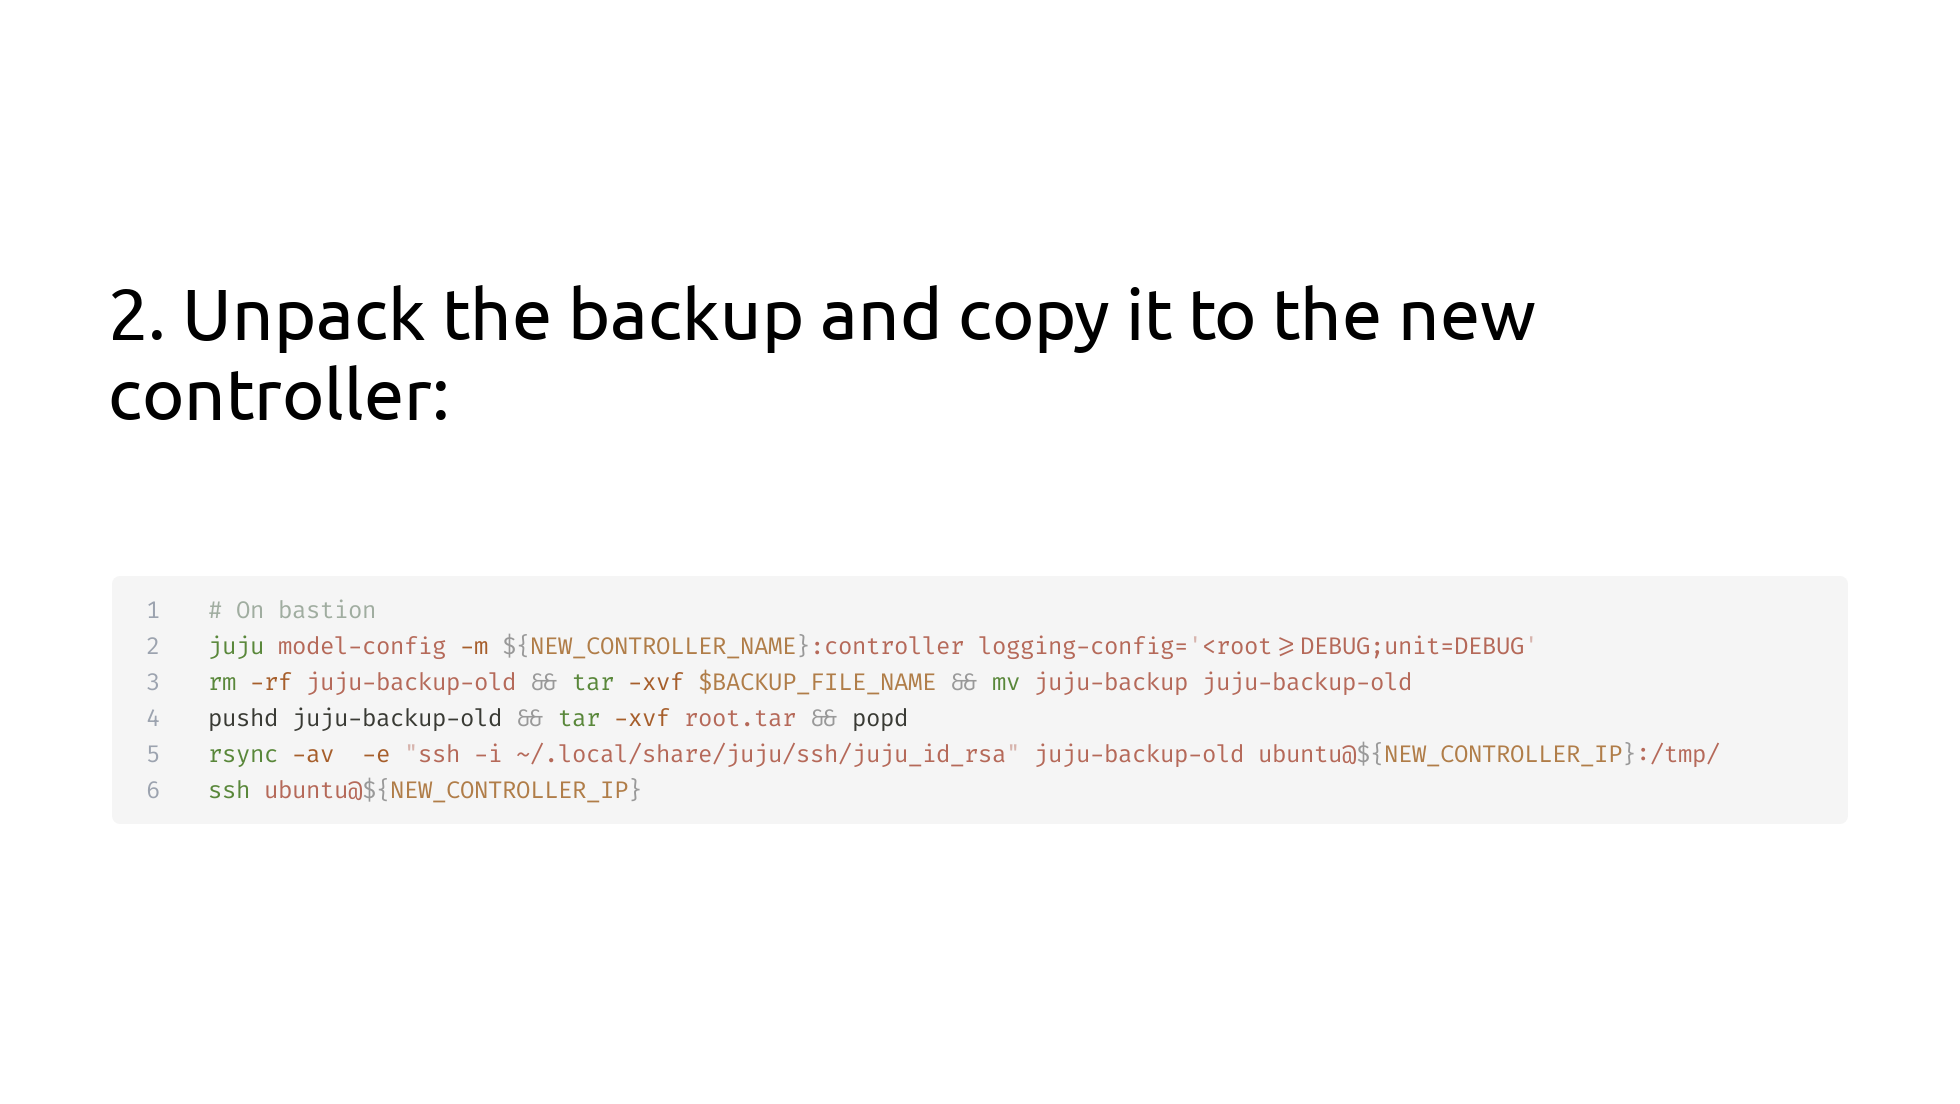 2. Unpack the backup and copy it to the new
controller:
1 # On bastion
2 juju model-config -m ${NEW_CONTROLLER_NAME}:controller logging-config='<root>=DEBUG;unit=DEBUG'
3 rm -rf juju-backup-old && tar -xvf $BACKUP_FILE_NAME && mv juju-backup juju-backup-old
4 pushd juju-backup-old && tar -xvf root.tar && popd
5 rsync -av  -e "ssh -i ~/.local/share/juju/ssh/juju_id_rsa" juju-backup-old ubuntu@${NEW_CONTROLLER_IP}:/tmp/
6 ssh ubuntu@${NEW_CONTROLLER_IP}